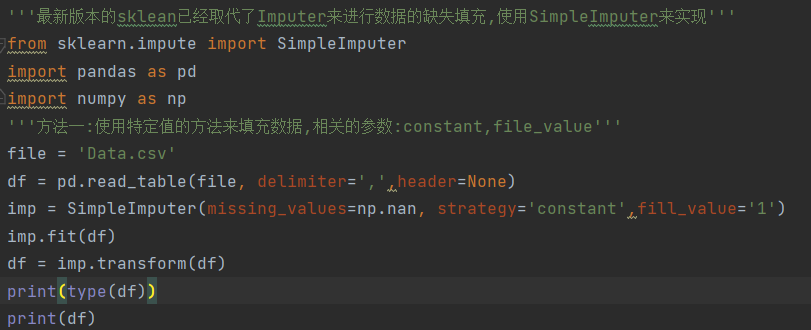 '''最新版本的sklean已经取代了Imputer来进行数据的缺失填充,使用SimpleImputer来实现'''
from sklearn.impute import SimpleImputer
import pandas as pd
import numpy as np
'''方法一:使用特定值的方法来填充数据,相关的参数:constant,file_value'''
file = 'Data.csv'
df = pd.read_table(file, delimiter=',',header=None)
imp = SimpleImputer(missing_values=np.nan, strategy='constant',fill_value='1')
imp.fit(df)
df = imp.transform(df)
print(type(df))
print(df)